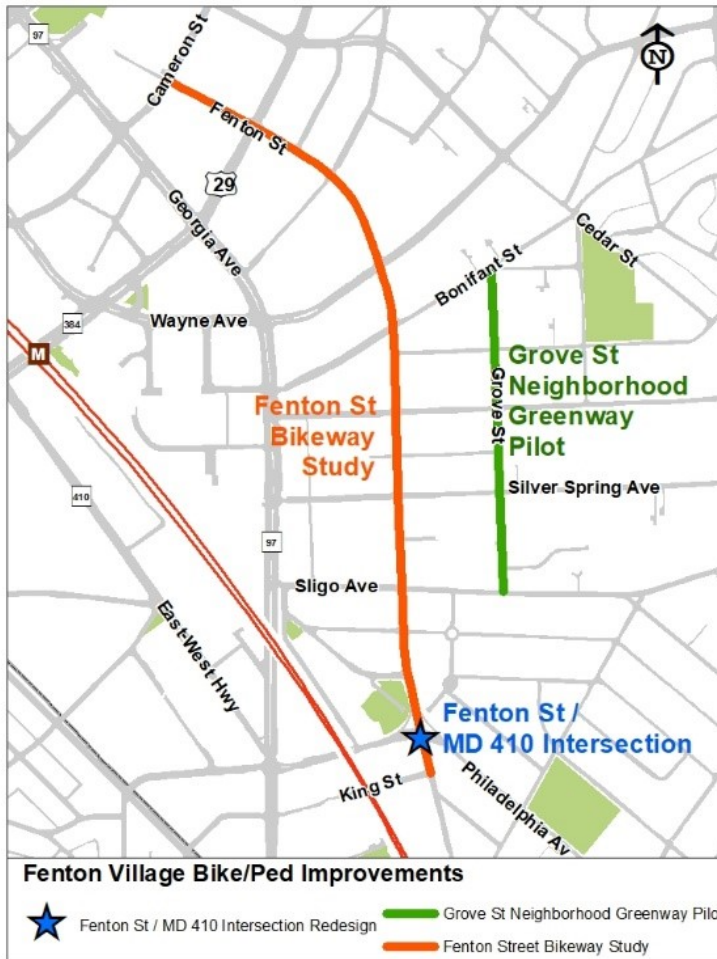 97
Cameron St
N
Fenton St
29
Georgia Ave
Cedar St
Bonifant St
Wayne Ave
384
M
Grove St
Neighborhood
Greenway
Pilot
Grove St
Fenton St
Bikeway
Study
Silver Spring Ave
410
97
Sligo Ave
East-West Hwy
Fenton St /
MD 410 Intersection
King St
Philadelphia Av
Fenton Village Bike/Ped Improvements
Fenton St / MD 410 Intersection Redesign
Grove St Neighborhood Greenway Pilo
Fenton Street Bikeway Study